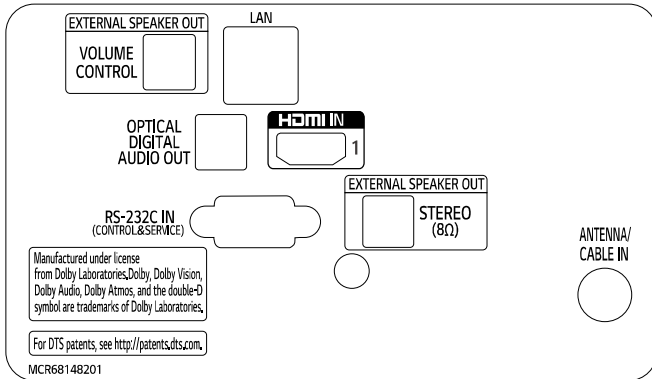 EXTERNAL SPEAKER OUT
VOLUME
CONTROL
LAN
OPTICAL
DIGITAL
AUDIO OUT
HDMI IN
1
EXTERNAL SPEAKER OUT
STEREO
(8Ω)
RS-232C IN
(CONTROL&SERVICE)
ANTENNA/
CABLE IN
Manufactured under license
from Dolby Laboratories.Dolby, Dolby Vision,
Dolby Audio, Dolby Atmos, and the double-D
symbol are trademarks of Dolby Laboratories.
For DTS patents, see http://patents.dts.com.
MCR68148201